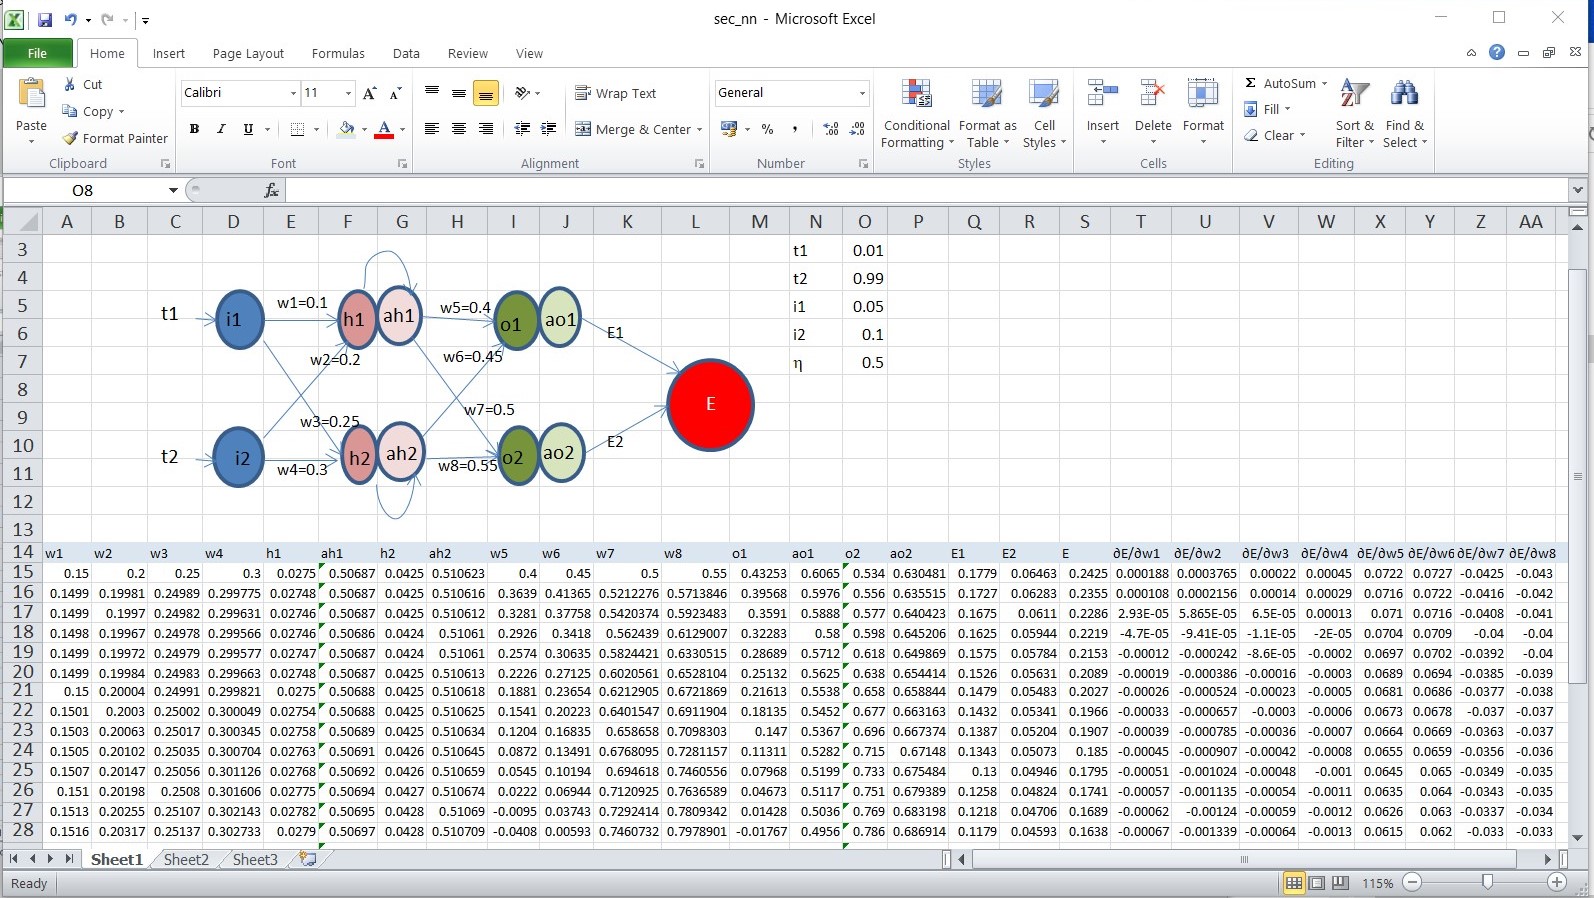 sec_nn - Microsoft Excel
File Home Insert Page Layout Formulas Data Review View
Cut
Copy
Format Painter
Paste
Clipboard
Calibri 11
B I U
Font
Wrap Text
Merge & Center
Alignment
General
%
Number
Conditional Formatting
Format as Table
Cell Styles
Styles
Insert Delete Format
Cells
AutoSum
Fill
Clear
Sort & Filter
Find & Select
Editing
O8 fx
A B C D E F G H I J K L M N O P Q R S T U V W X Y Z AA
3 t1 0.01
4 t2 0.99
5 i1 0.05
6 i2 0.1
7 η 0.5
8
9
10
11
12
13
t1 i1 w1=0.1 h1 ah1 w5=0.4 o1 ao1 E1
w2=0.2 w6=0.45
E
w3=0.25 w7=0.5
t2 i2 w4=0.3 h2 ah2 w8=0.55 o2 ao2 E2
14 w1 w2 w3 w4 h1 ah1 h2 ah2 w5 w6 w7 w8 o1 ao1 o2 ao2 E1 E2 E ∂E/∂w1 ∂E/∂w2 ∂E/∂w3 ∂E/∂w4 ∂E/∂w5 ∂E/∂w6 ∂E/∂w7 ∂E/∂w8
15 0.15 0.2 0.25 0.3 0.0275 0.50687 0.0425 0.510623 0.4 0.45 0.5 0.55 0.43253 0.6065 0.534 0.630481 0.1779 0.06463 0.2425 0.000188 0.0003765 0.00022 0.00045 0.0722 0.0727 -0.0425 -0.043
16 0.1499 0.19981 0.24989 0.299775 0.02748 0.50687 0.0425 0.510616 0.3639 0.41365 0.5212276 0.5713846 0.39568 0.5976 0.556 0.635515 0.1727 0.06283 0.2355 0.000108 0.0002156 0.00014 0.00029 0.0716 0.0722 -0.0416 -0.042
17 0.1499 0.1997 0.24982 0.299631 0.02746 0.50687 0.0425 0.510612 0.3281 0.37758 0.5420374 0.5923483 0.3591 0.5888 0.577 0.640423 0.1675 0.0611 0.2286 2.93E-05 5.865E-05 6.5E-05 0.00013 0.071 0.0716 -0.0408 -0.041
18 0.1498 0.19967 0.24978 0.299566 0.02746 0.50686 0.0424 0.51061 0.2926 0.3418 0.562439 0.6129007 0.32283 0.58 0.598 0.645206 0.1625 0.05944 0.2219 -4.7E-05 -9.41E-05 -1.1E-05 -2E-05 0.0704 0.0709 -0.04 -0.04
19 0.1499 0.19972 0.24979 0.299577 0.02747 0.50687 0.0424 0.51061 0.2574 0.30635 0.5824421 0.6330515 0.28689 0.5712 0.618 0.649869 0.1575 0.05784 0.2153 -0.00012 -0.000242 -8.6E-05 -0.0002 0.0697 0.0702 -0.0392 -0.04
20 0.1499 0.19984 0.24983 0.299663 0.02748 0.50687 0.0425 0.510613 0.2226 0.27125 0.6020561 0.6528104 0.25132 0.5625 0.638 0.654414 0.1526 0.05631 0.2089 -0.00019 -0.000386 -0.00016 -0.0003 0.0689 0.0694 -0.0385 -0.039
21 0.15 0.20004 0.24991 0.299821 0.0275 0.50688 0.0425 0.510618 0.1881 0.23654 0.6212905 0.6721869 0.21613 0.5538 0.658 0.658844 0.1479 0.05483 0.2027 -0.00026 -0.000524 -0.00023 -0.0005 0.0681 0.0686 -0.0377 -0.038
22 0.1501 0.2003 0.25002 0.300049 0.02754 0.50688 0.0425 0.510625 0.1541 0.20223 0.6401547 0.6911904 0.18135 0.5452 0.677 0.663163 0.1432 0.05341 0.1966 -0.00033 -0.000657 -0.0003 -0.0006 0.0673 0.0678 -0.037 -0.037
23 0.1503 0.20063 0.25017 0.300345 0.02758 0.50689 0.0425 0.510634 0.1204 0.16835 0.658658 0.7098303 0.147 0.5367 0.696 0.667374 0.1387 0.05204 0.1907 -0.00039 -0.000785 -0.00036 -0.0007 0.0664 0.0669 -0.0363 -0.037
24 0.1505 0.20102 0.25035 0.300704 0.02763 0.50691 0.0426 0.510645 0.0872 0.13491 0.6768095 0.7281157 0.11311 0.5282 0.715 0.67148 0.1343 0.05073 0.185 -0.00045 -0.000907 -0.00042 -0.0008 0.0655 0.0659 -0.0356 -0.036
25 0.1507 0.20147 0.25056 0.301126 0.02768 0.50692 0.0426 0.510659 0.0545 0.10194 0.694618 0.7460556 0.07968 0.5199 0.733 0.675484 0.13 0.04946 0.1795 -0.00051 -0.001024 -0.00048 -0.001 0.0645 0.065 -0.0349 -0.035
26 0.151 0.20198 0.2508 0.301606 0.02775 0.50694 0.0427 0.510674 0.0222 0.06944 0.7120925 0.7636589 0.04673 0.5117 0.751 0.679389 0.1258 0.04824 0.1741 -0.00057 -0.001135 -0.00054 -0.0011 0.0635 0.064 -0.0343 -0.035
27 0.1513 0.20255 0.25107 0.302143 0.02782 0.50695 0.0428 0.51069 -0.0095 0.03743 0.7292414 0.7809342 0.01428 0.5036 0.769 0.683198 0.1218 0.04706 0.1689 -0.00062 -0.00124 -0.00059 -0.0012 0.0626 0.063 -0.0337 -0.034
28 0.1516 0.20317 0.25137 0.302733 0.0279 0.50697 0.0428 0.510709 -0.0408 0.00593 0.7460732 0.7978901 -0.01767 0.4956 0.786 0.686914 0.1179 0.04593 0.1638 -0.00067 -0.001339 -0.00064 -0.0013 0.0615 0.062 -0.033 -0.033
Sheet1 Sheet2 Sheet3
Ready 115%